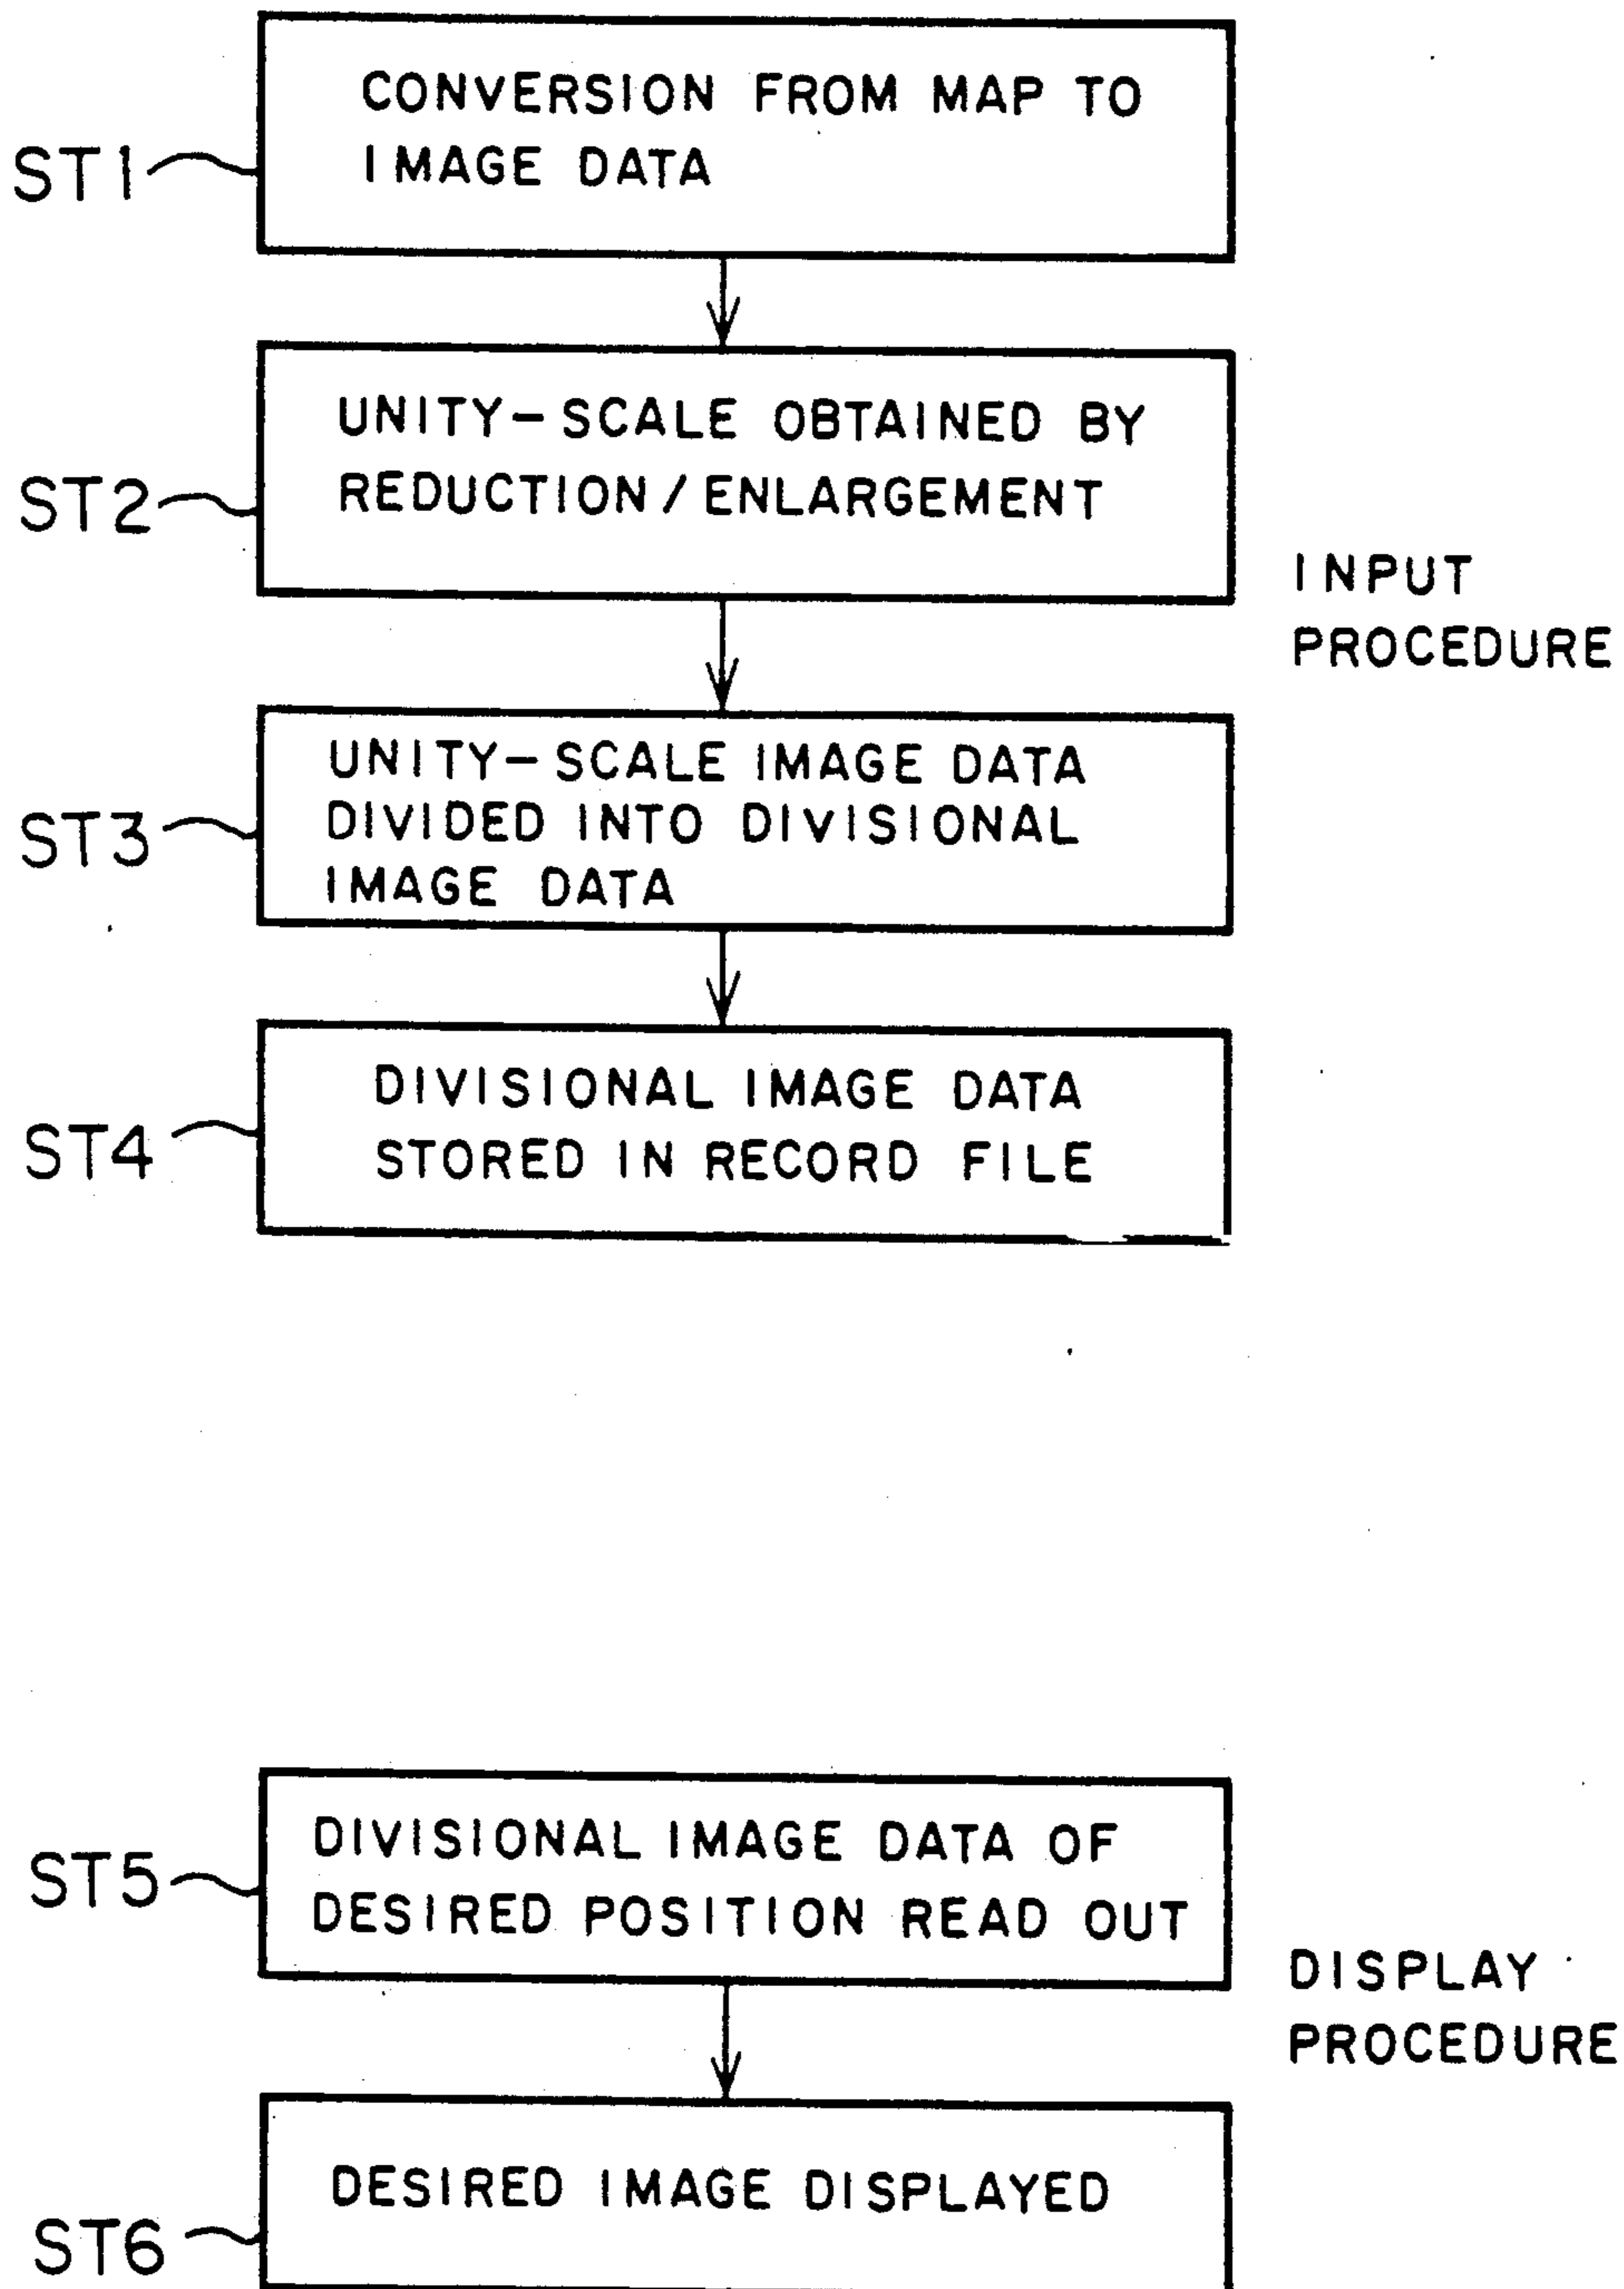 CONVERSION FROM MAP TO
IMAGE DATA
ST1
UNITY-SCALE OBTAINED BY
REDUCTION/ENLARGEMENT
ST2
INPUT
PROCEDURE
UNITY-SCALE IMAGE DATA
DIVIDED INTO DIVISIONAL
IMAGE DATA
ST3
DIVISIONAL IMAGE DATA
STORED IN RECORD FILE
ST4
DIVISIONAL IMAGE DATA OF
DESIRED POSITION READ OUT
ST5
DISPLAY
PROCEDURE
DESIRED IMAGE DISPLAYED
ST6